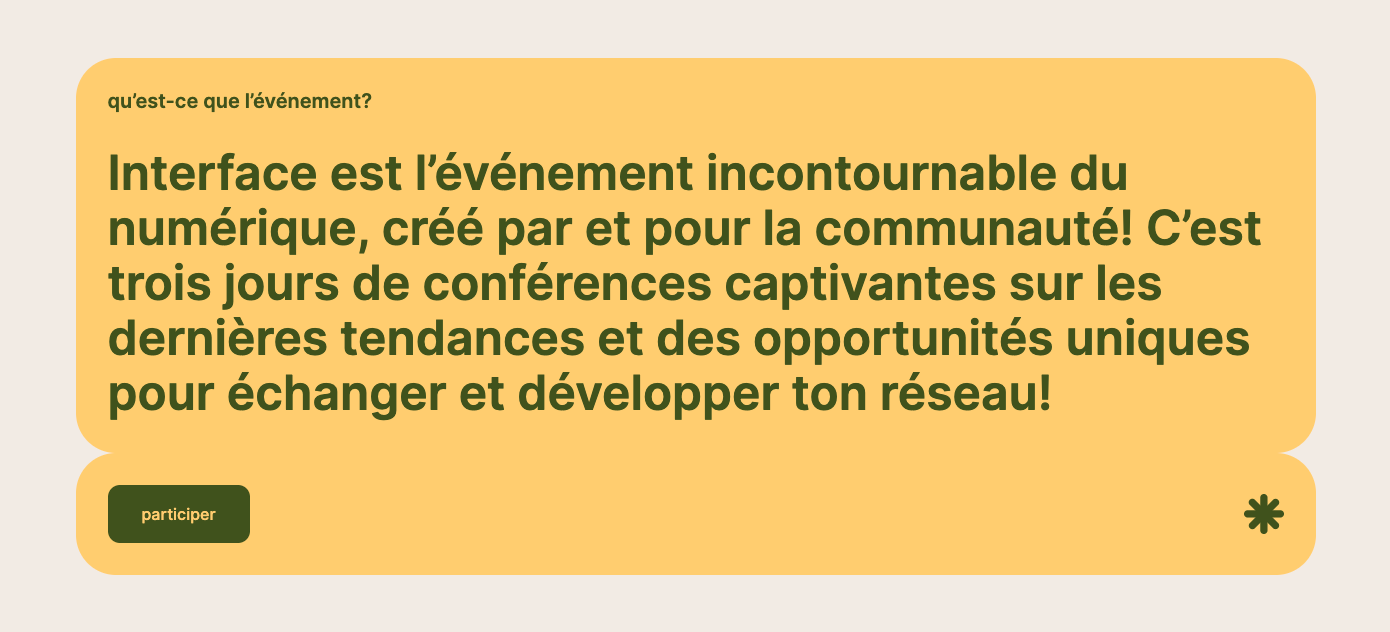 qu’est-ce que l’événement?
Interface est l’événement incontournable du
numérique, créé par et pour la communauté! C’est
trois jours de conférences captivantes sur les
dernières tendances et des opportunités uniques
pour échanger et développer ton réseau!
participer